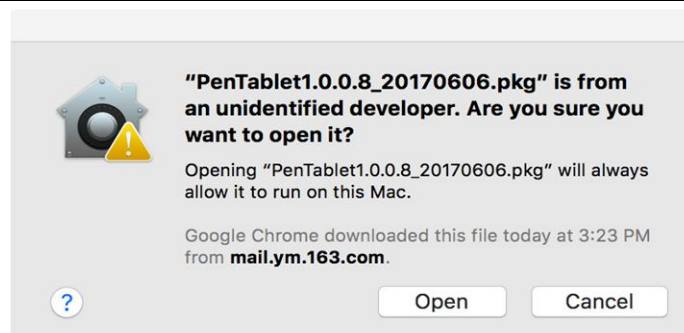 “PenTablet1.0.0.8_20170606.pkg” is from
an unidentified developer. Are you sure you
want to open it?
Opening “PenTablet1.0.0.8_20170606.pkg” will always
allow it to run on this Mac.
Google Chrome downloaded this file today at 3:23 PM
from mail.ym.163.com.
?
Open
Cancel